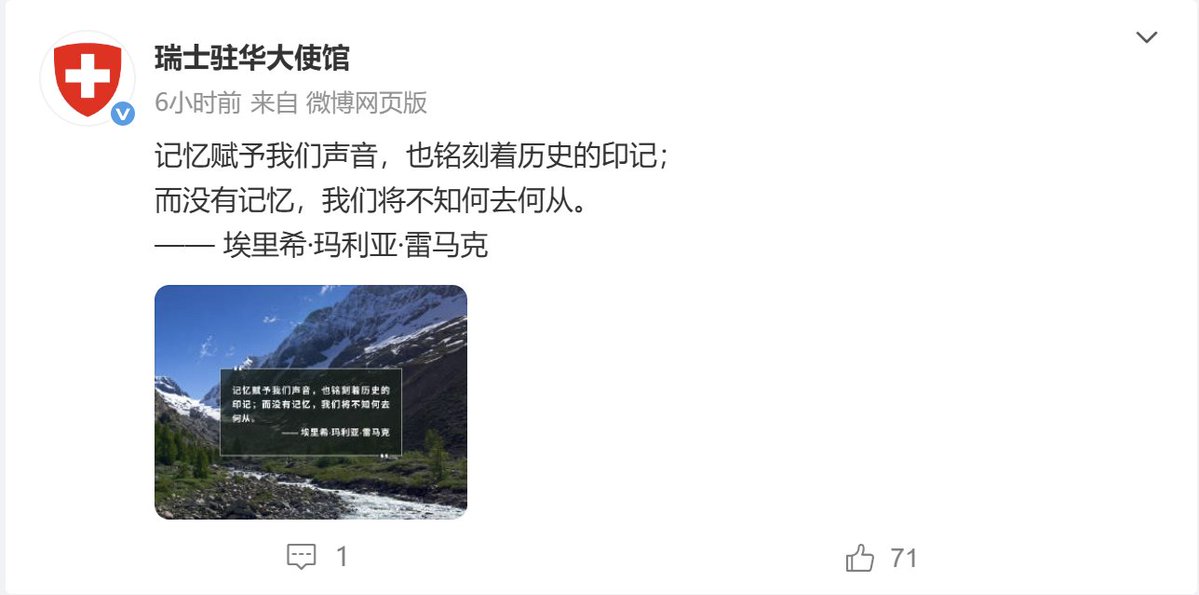 瑞士驻华大使馆
6小时前 来自 微博网页版
记忆赋予我们声音，也铭刻着历史的印记；
而没有记忆，我们将不知何去何从。
—— 埃里希·玛利亚·雷马克
记忆赋予我们声音，也铭刻着历史的
印记；而没有记忆，我们将不知何去
何从。
—— 埃里希·玛利亚·雷马克
1
71